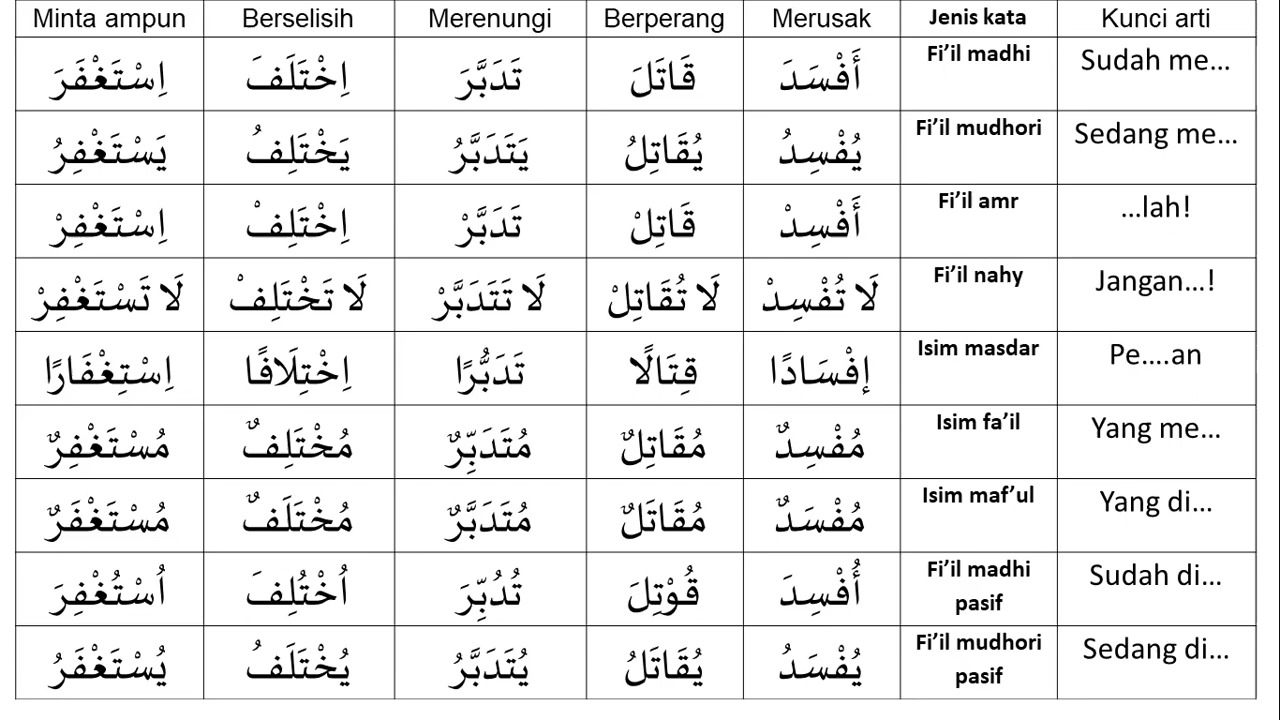 Minta ampun Berselisih Merenungi Berperang Merusak Jenis kata Kunci arti
اِسْتَغْفَرَ اِخْتَلَفَ تَدَبَّرَ قَاتَلَ أَفْسَدَ Fi’il madhi Sudah me...
يَسْتَغْفِرُ يَخْتَلِفُ يَتَدَبَّرُ يُقَاتِلُ يُفْسِدُ Fi’il mudhori Sedang me...
اِسْتَغْفِرْ اِخْتَلِفْ تَدَبَّرْ قَاتِلْ أَفْسِدْ Fi’il amr ...lah!
لَا تَسْتَغْفِرْ لَا تَخْتَلِفْ لَا تَتَدَبَّرْ لَا تُقَاتِلْ لَا تُفْسِدْ Fi’il nahy Jangan...!
اِسْتِغْفَارًا اِخْتِلَافًا تَدَبُّرًا قِتَالًا إفْسَادًا Isim masdar Pe....an
مُسْتَغْفِرٌ مُخْتَلِفٌ مُتَدَبِّرٌ مُقَاتِلٌ مُفْسِدٌ Isim fa’il Yang me...
مُسْتَغْفَرٌ مُخْتَلَفٌ مُتَدَبَّرٌ مُقَاتَلٌ مُفْسَدٌ Isim maf’ul Yang di...
اُسْتُغْفِرَ اُخْتُلِفَ تُدُبِّرَ قُوْتِلَ أُفْسِدَ Fi’il madhi pasif Sudah di...
يُسْتَغْفَرُ يُخْتَلَفُ يُتَدَبَّرُ يُقَاتَلُ يُفْسَدُ Fi’il mudhori pasif Sedang di...